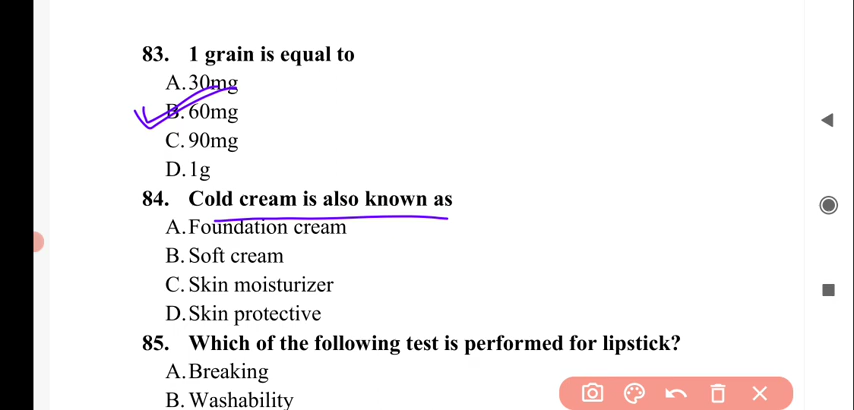 83. 1 grain is equal to
A. 30mg
B. 60mg
C. 90mg
D. 1g
84. Cold cream is also known as
A. Foundation cream
B. Soft cream
C. Skin moisturizer
D. Skin protective
85. Which of the following test is performed for lipstick?
A. Breaking
B. Washability